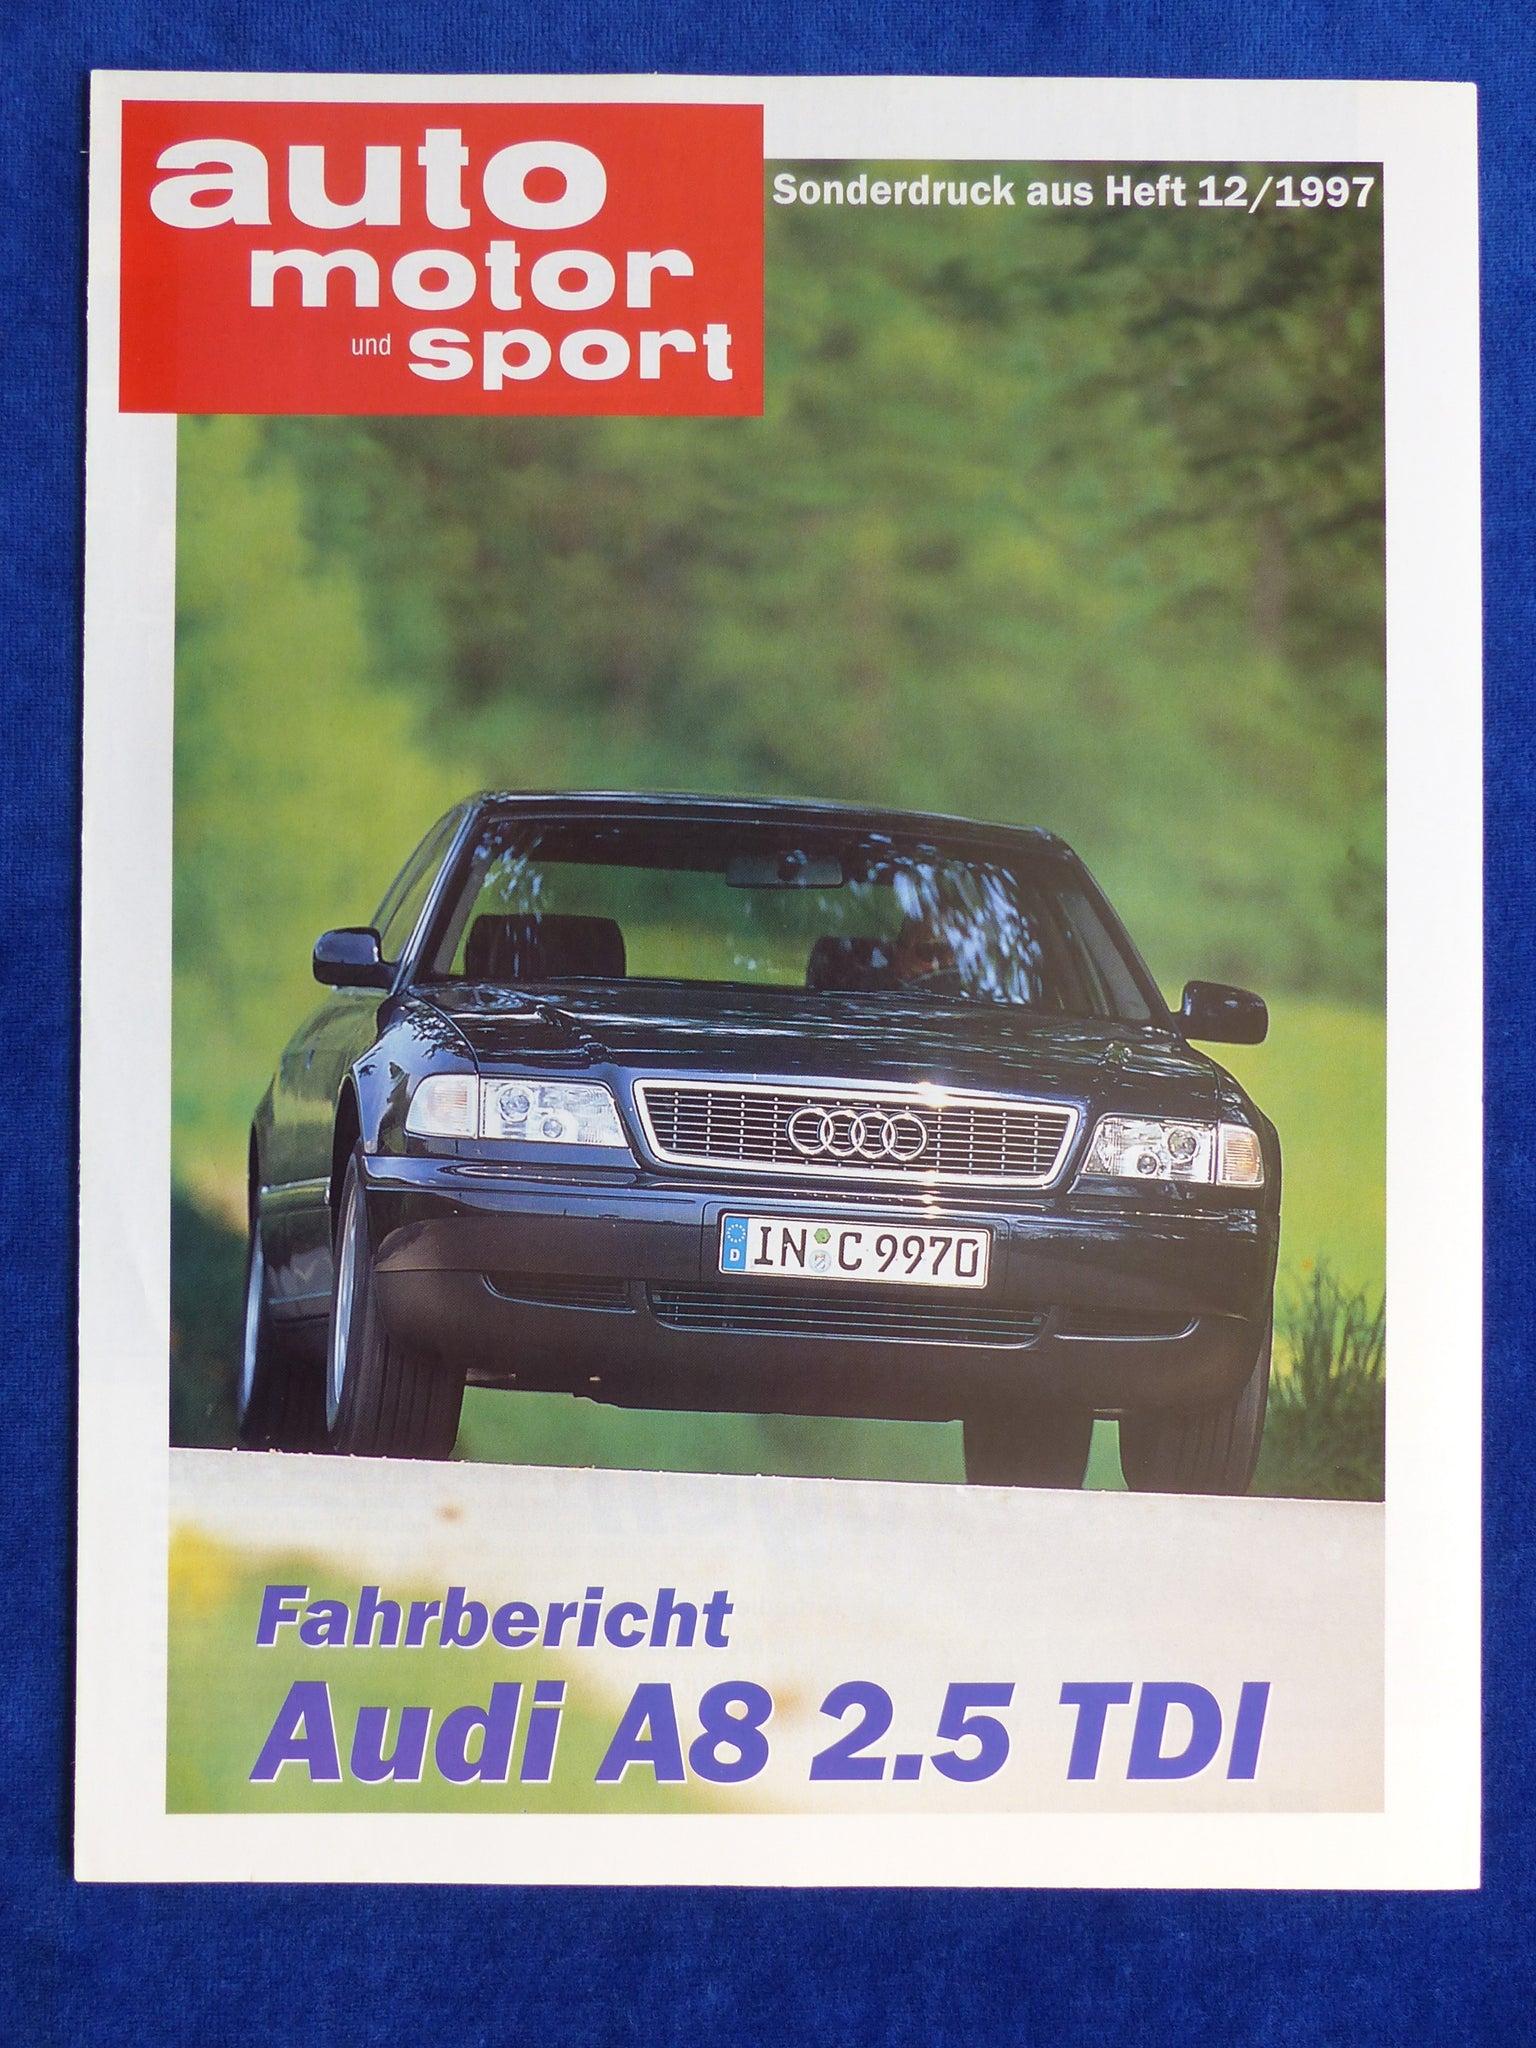 auto
motor
und sport
Sonderdruck aus Heft 12/1997
D IN C 9970
Fahrbericht
Audi A8 2.5 TDI